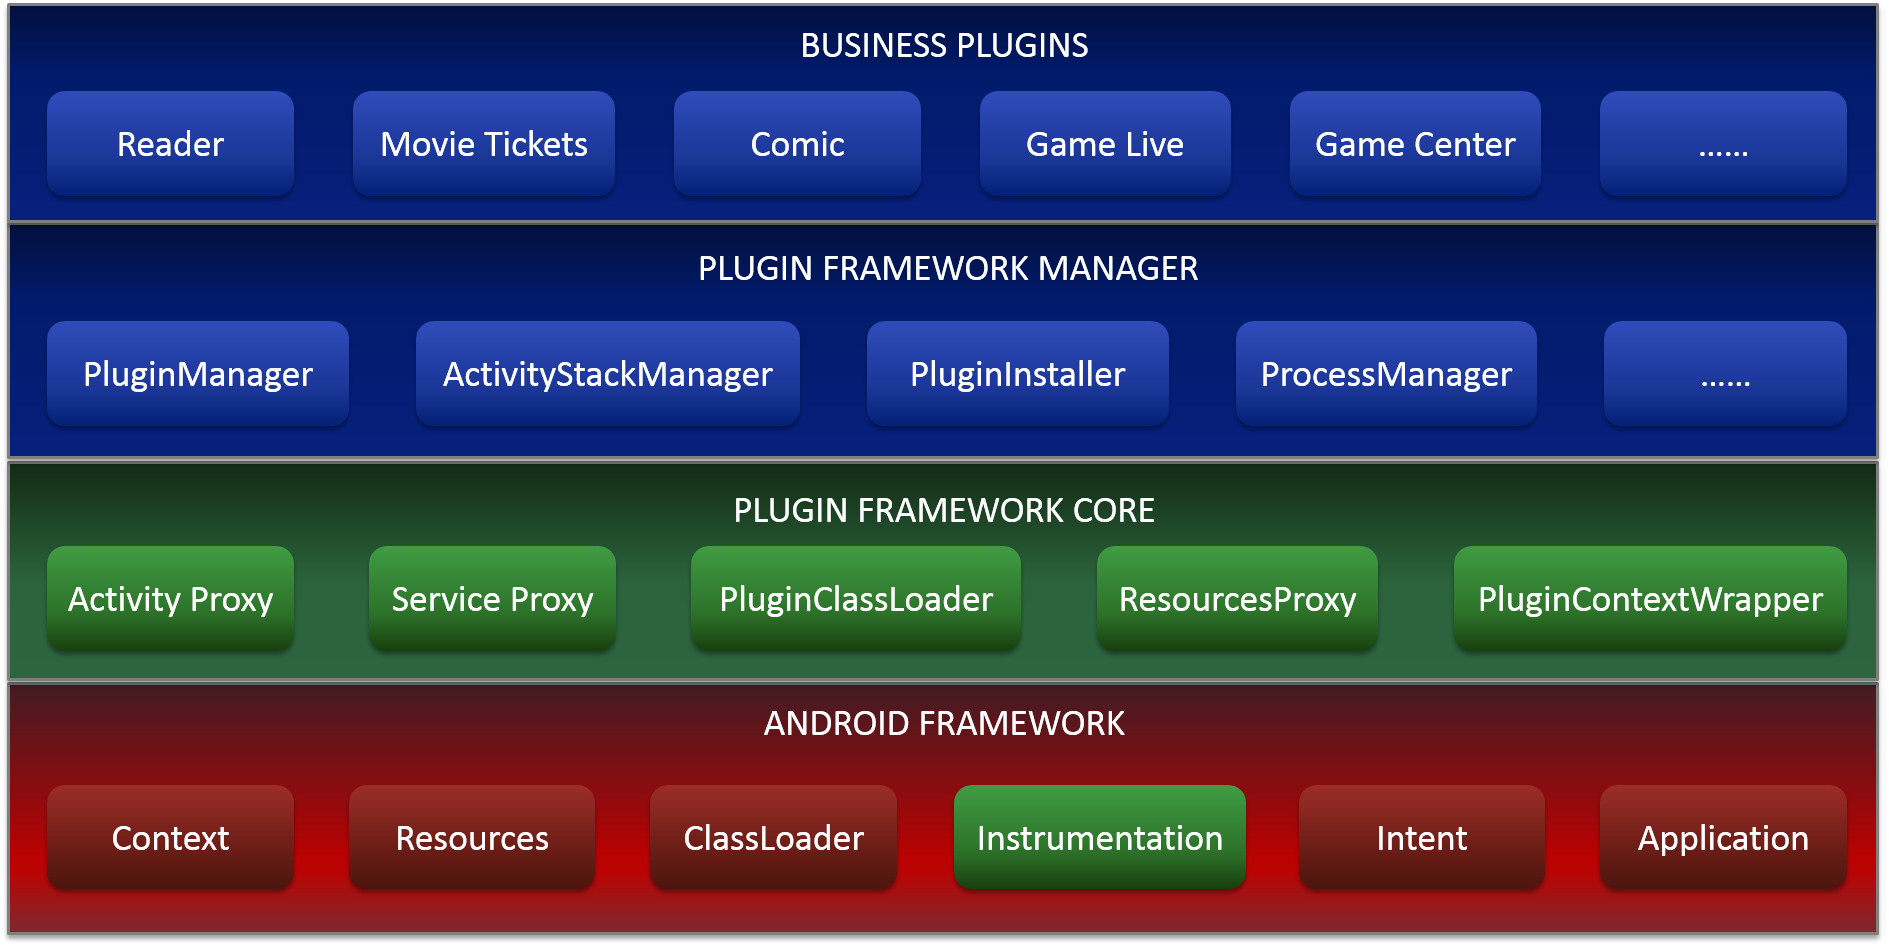 BUSINESS PLUGINS
Reader
Movie Tickets
Comic
Game Live
Game Center
......
PLUGIN FRAMEWORK MANAGER
PluginManager
ActivityStackManager
PluginInstaller
ProcessManager
......
PLUGIN FRAMEWORK CORE
Activity Proxy
Service Proxy
PluginClassLoader
ResourcesProxy
PluginContextWrapper
ANDROID FRAMEWORK
Context
Resources
ClassLoader
Instrumentation
Intent
Application